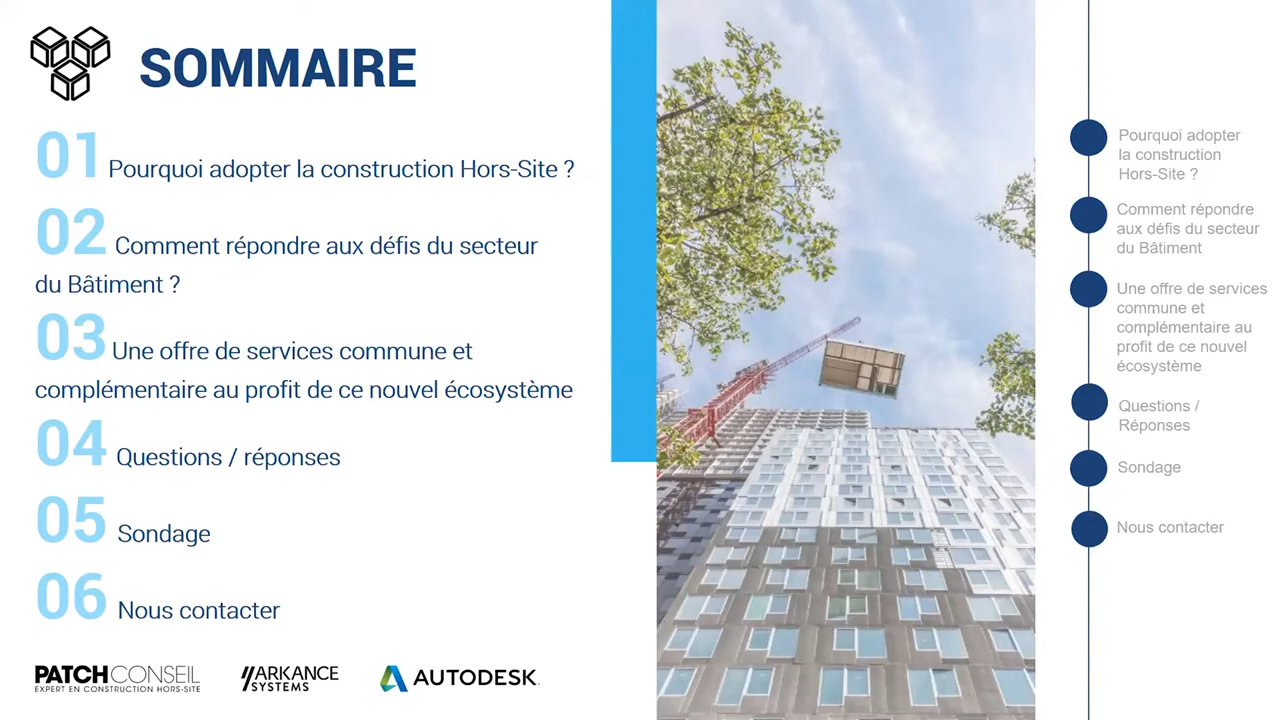 SOMMAIRE
01 Pourquoi adopter la construction Hors-Site ?
02 Comment répondre aux défis du secteur
du Bâtiment ?
03 Une offre de services commune et
complémentaire au profit de ce nouvel écosystème
04 Questions / réponses
05 Sondage
06 Nous contacter
PATCHCONSEIL
EXPERT EN CONSTRUCTION HORS-SITE
ARKANCE
SYSTEMS
AUTODESK.
Pourquoi adopter
la construction
Hors-Site ?
Comment répondre
aux défis du secteur
du Bâtiment
Une offre de services
commune et
complémentaire au
profit de ce nouvel
écosystème
Questions /
Réponses
Sondage
Nous contacter